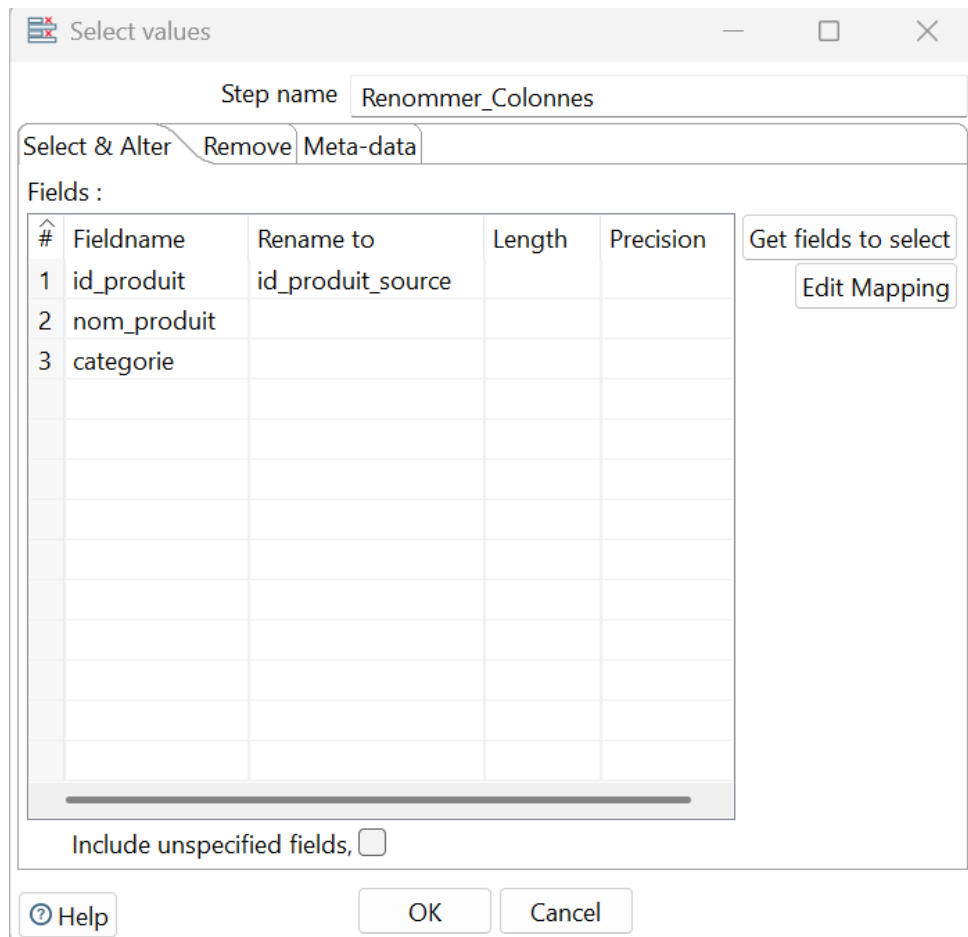 Select values
Step name Renommer_Colonnes
Select & Alter Remove Meta-data
Fields :
# Fieldname Rename to Length Precision Get fields to select
1 id_produit id_produit_source
Edit Mapping
2 nom_produit
3 categorie
Include unspecified fields,
Help OK Cancel